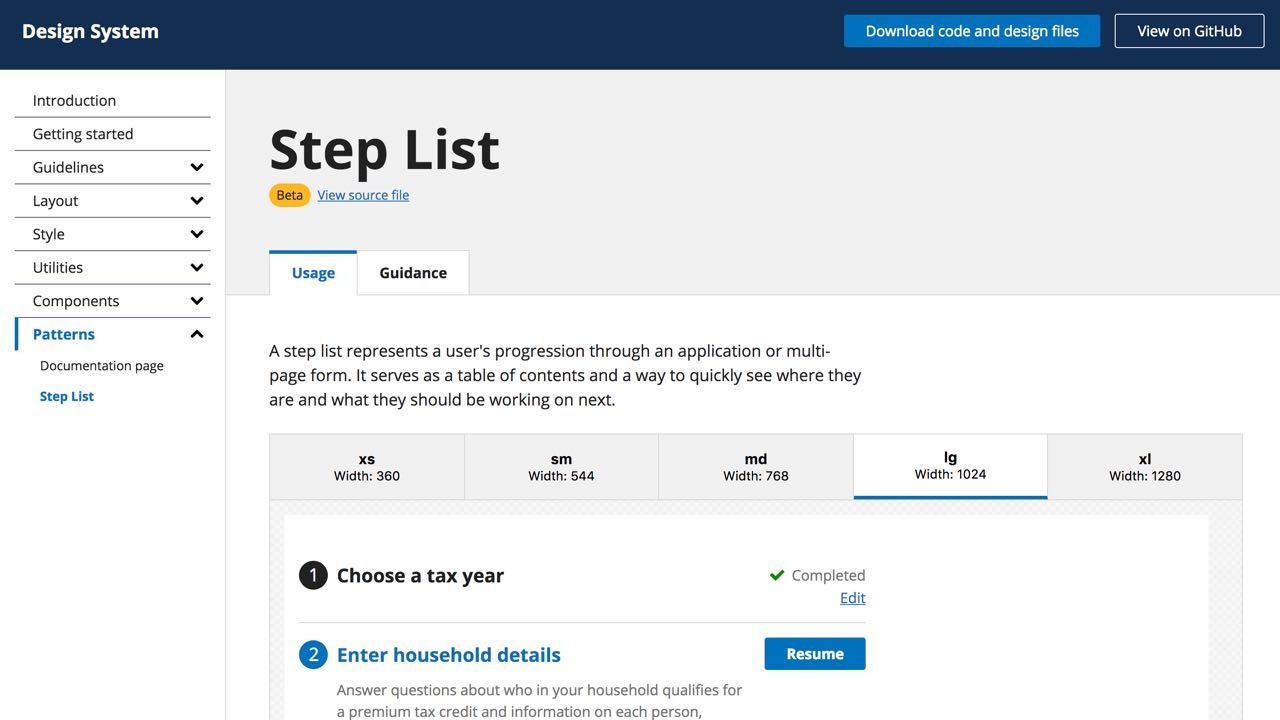 Design System
Download code and design files
View on GitHub
Introduction
Getting started
Guidelines
Layout
Style
Utilities
Components
Patterns
Documentation page
Step List
Step List
Beta View source file
Usage
Guidance
A step list represents a user's progression through an application or multi-
page form. It serves as a table of contents and a way to quickly see where they
are and what they should be working on next.
xs
Width: 360
sm
Width: 544
md
Width: 768
lg
Width: 1024
xl
Width: 1280
1 Choose a tax year
Completed
Edit
2 Enter household details
Resume
Answer questions about who in your household qualifies for
a premium tax credit and information on each person,